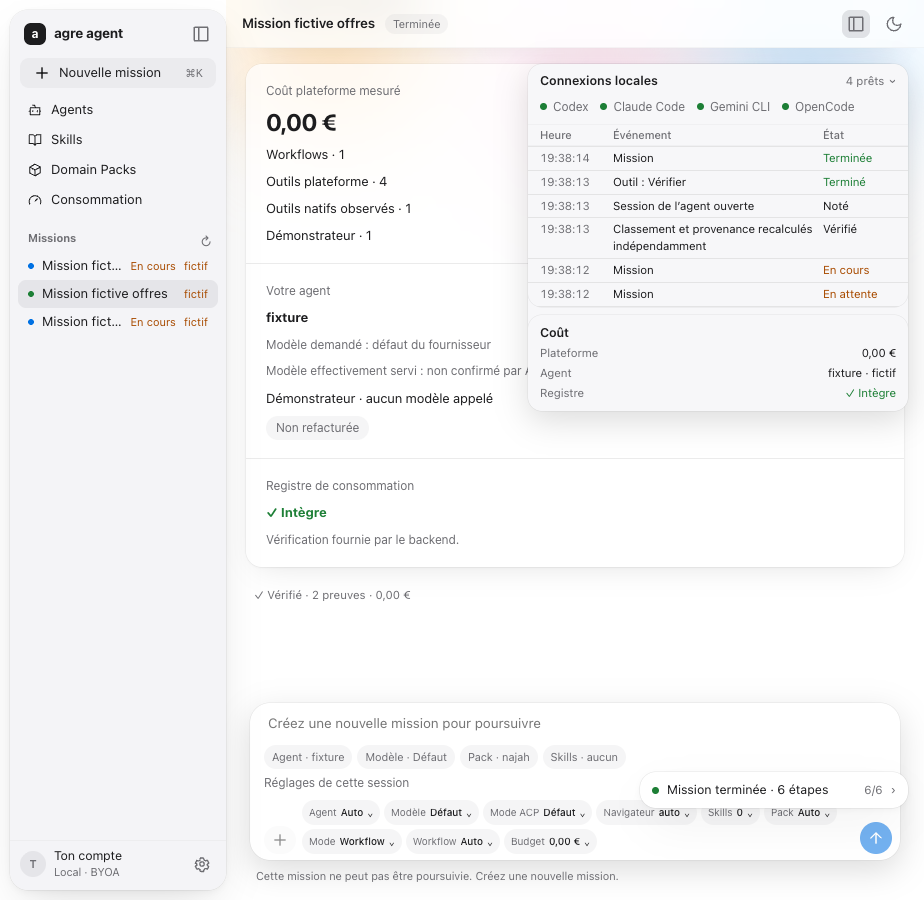 a agre agent
Nouvelle mission ⌘K
Agents
Skills
Domain Packs
Consommation
Missions
Mission fict... En cours fictif
Mission fictive offres fictif
Mission fict... En cours fictif
T
Ton compte
Local · BYOA
Mission fictive offres Terminée
Coût plateforme mesuré
0,00 €
Workflows · 1
Outils plateforme · 4
Outils natifs observés · 1
Démonstrateur · 1
Votre agent
fixture
Modèle demandé : défaut du fournisseur
Modèle effectivement servi : non confirmé par
Démonstrateur · aucun modèle appelé
Non refacturée
Registre de consommation
✓ Intègre
Vérification fournie par le backend.
✓ Vérifié · 2 preuves · 0,00 €
Connexions locales 4 prêts
Codex Claude Code Gemini CLI OpenCode
Heure Événement État
19:38:14 Mission Terminée
19:38:13 Outil : Vérifier Terminé
19:38:13 Session de l’agent ouverte Noté
19:38:13 Classement et provenance recalculés Vérifié
indépendamment
19:38:12 Mission En cours
19:38:12 Mission En attente
Coût
Plateforme 0,00 €
Agent fixture · fictif
Registre ✓ Intègre
Créez une nouvelle mission pour poursuivre
Agent · fixture Modèle · Défaut Pack · najah Skills · aucun
Réglages de cette session
Mission terminée · 6 étapes 6/6 ›
Agent Auto Modèle Défaut Mode ACP Défaut Navigateur auto Skills 0 Pack Auto
Mode Workflow Workflow Auto Budget 0,00 €
Cette mission ne peut pas être poursuivie. Créez une nouvelle mission.